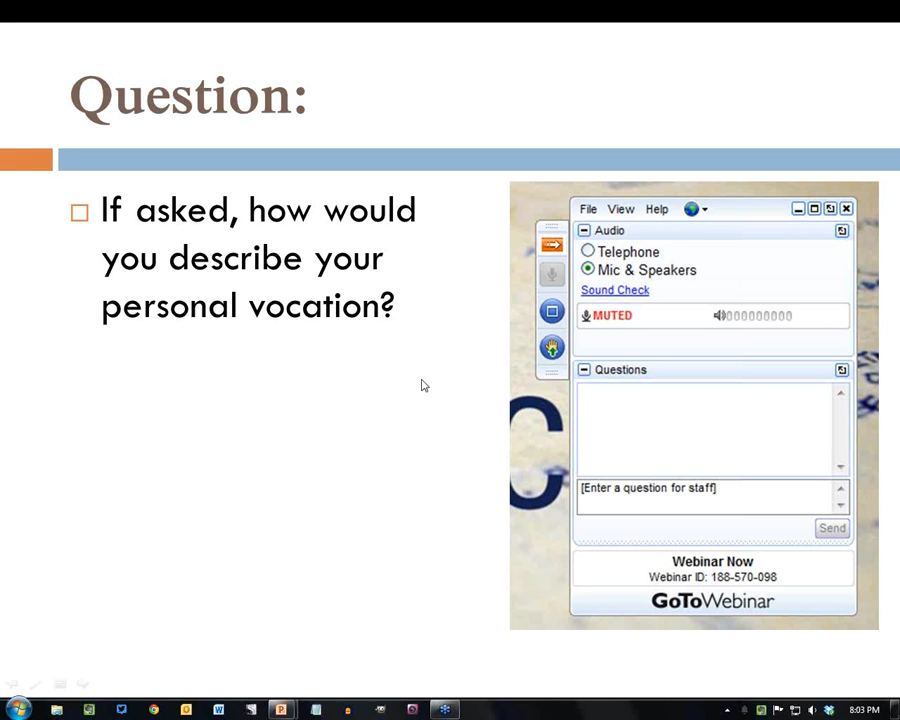 Question:
If asked, how would
you describe your
personal vocation?
File View Help
Audio
Telephone
Mic & Speakers
Sound Check
MUTED
Questions
[Enter a question for staff]
Send
Webinar Now
Webinar ID: 188-570-098
GoToWebinar
8:03 PM